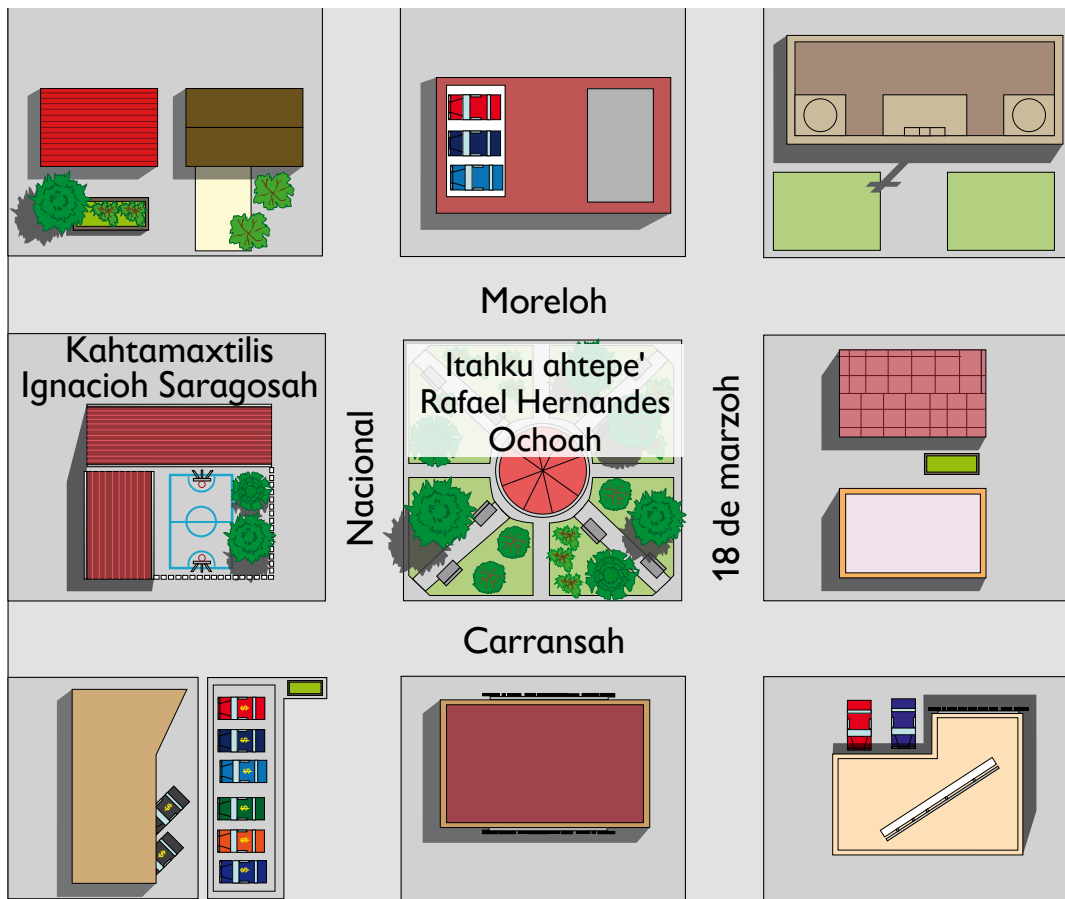 Moreloh
Kahtamaxtilis
Ignacioh Saragosah
Itahku ahtepe'
Rafael Hernandes
Ochoah
Nacional
18 de marzoh
Carransah
$
$
$
$
$
$
$
$